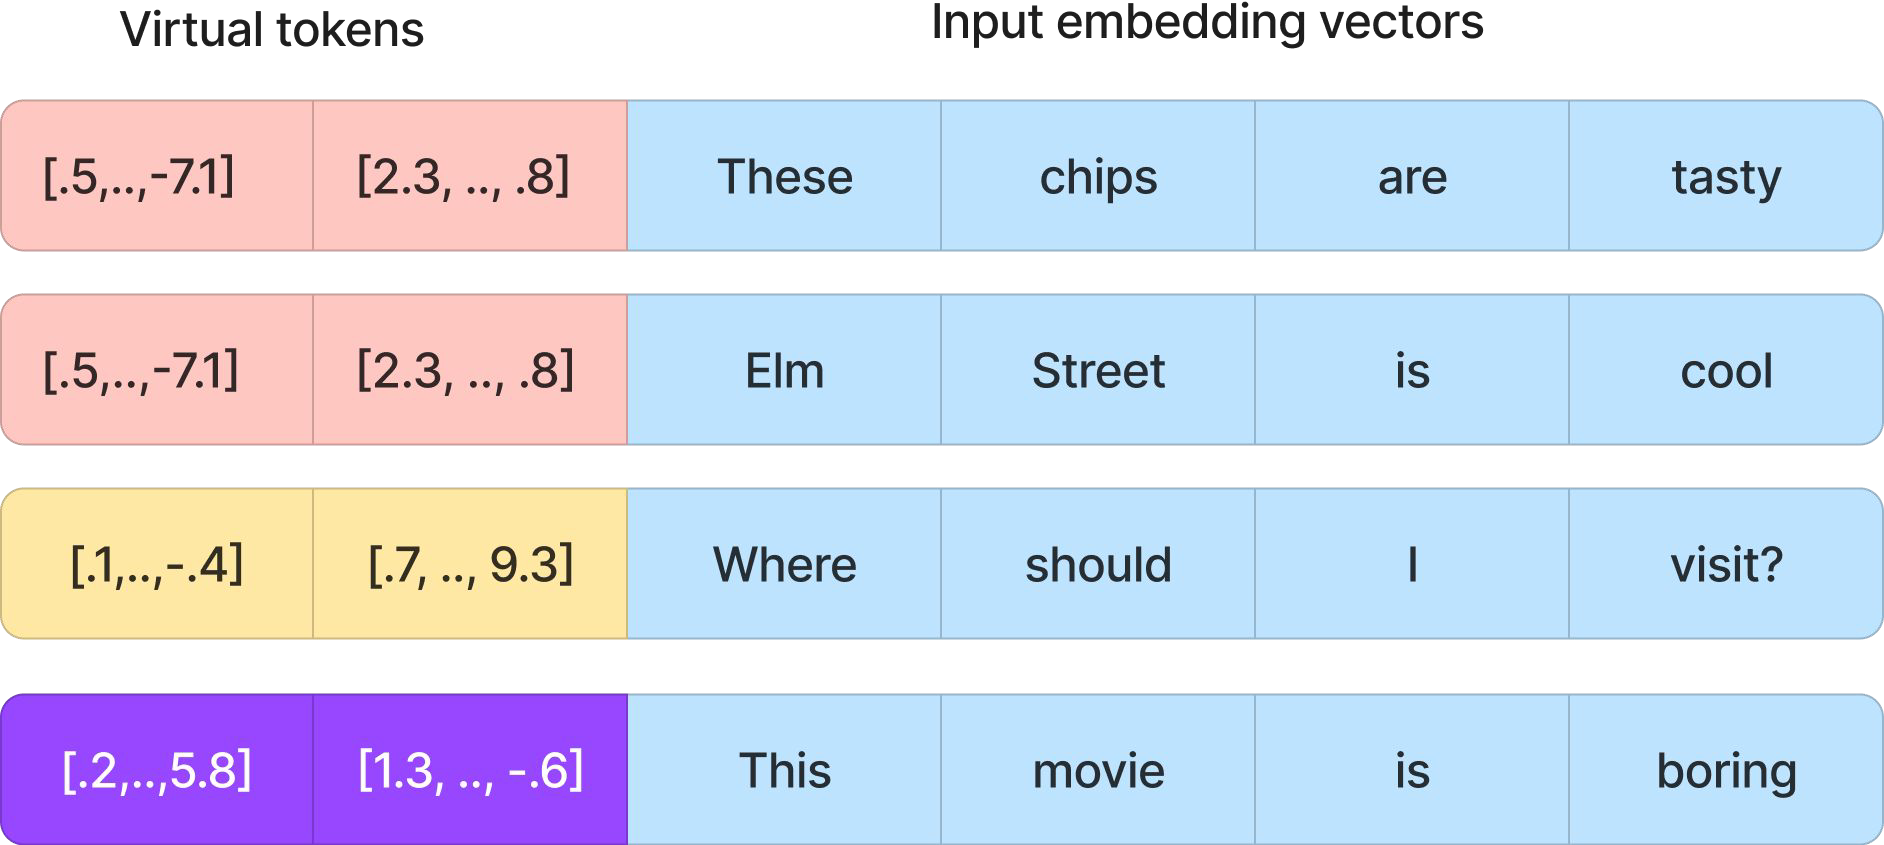 Virtual tokens Input embedding vectors
[.5,..,-7.1] [2.3, .., .8] These chips are tasty
[.5,..,-7.1] [2.3, .., .8] Elm Street is cool
[.1,..,-.4] [.7, .., 9.3] Where should I visit?
[.2,..,5.8] [1.3, .., -.6] This movie is boring